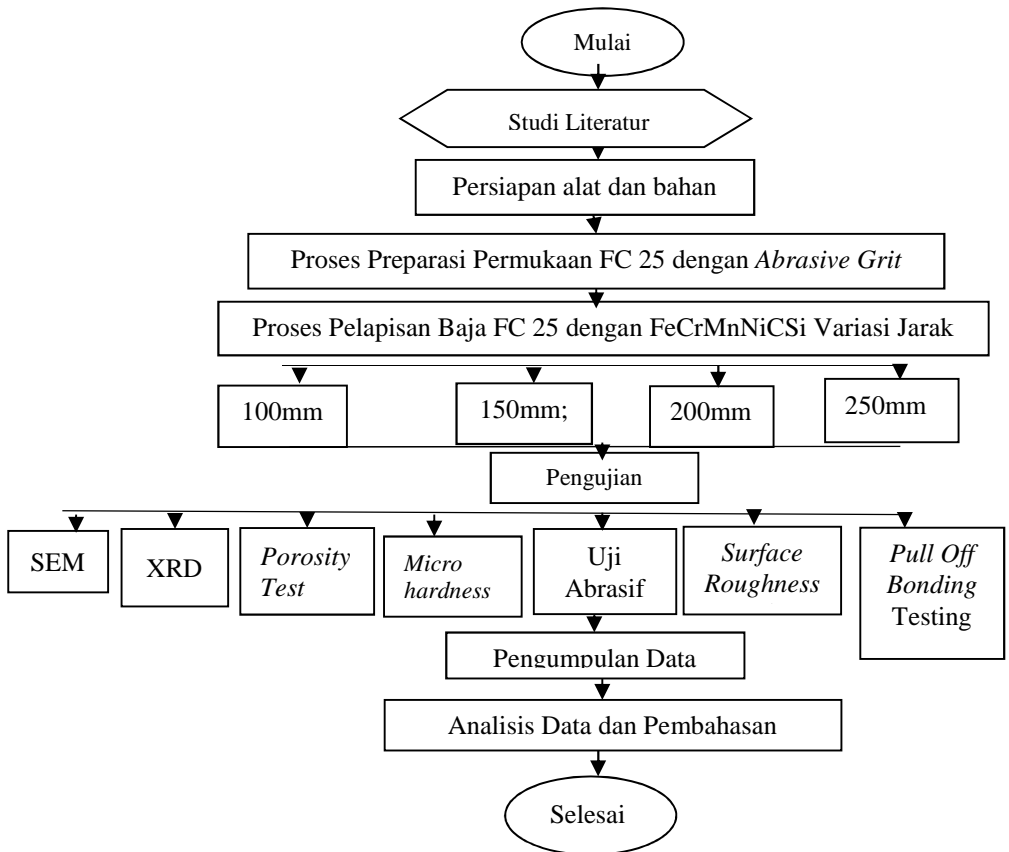 Mulai
Studi Literatur
Persiapan alat dan bahan
Proses Preparasi Permukaan FC 25 dengan Abrasive Grit
Proses Pelapisan Baja FC 25 dengan FeCrMnNiCSi Variasi Jarak
100mm
150mm;
200mm
250mm
Pengujian
SEM
XRD
Porosity
Test
Micro
hardness
Uji
Abrasif
Surface
Roughness
Pull Off
Bonding
Testing
Pengumpulan Data
Analisis Data dan Pembahasan
Selesai